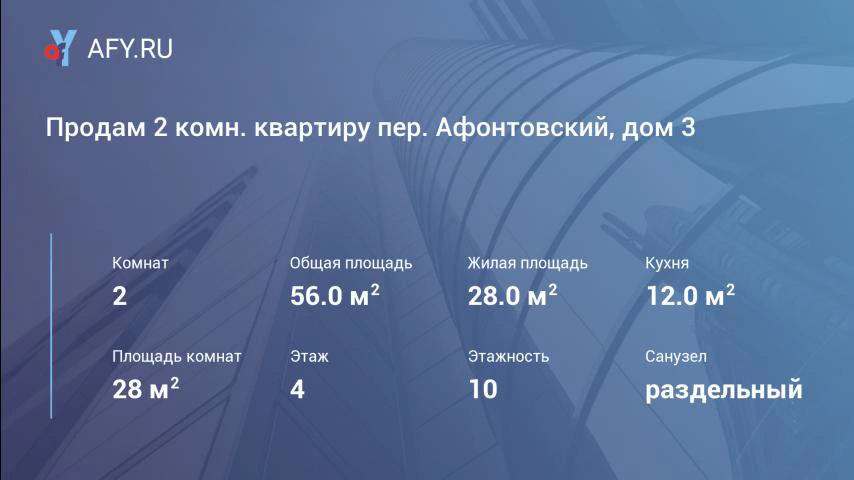 AFY.RU
Продам 2 комн. квартиру пер. Афонтовский, дом 3
Комнат Общая площадь Жилая площадь Кухня
2 56.0 м² 28.0 м² 12.0 м²
Площадь комнат Этаж Этажность Санузел
28 м² 4 10 раздельный